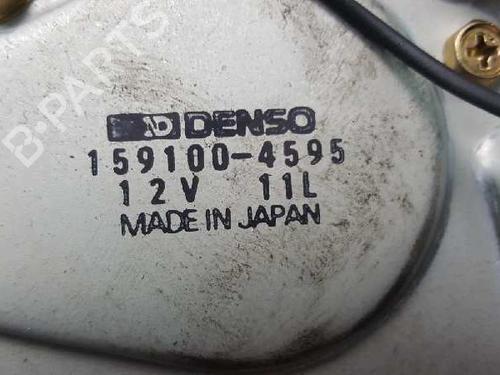 DENSO
159100-4595
12V 11L
MADE IN JAPAN
B-PARTS